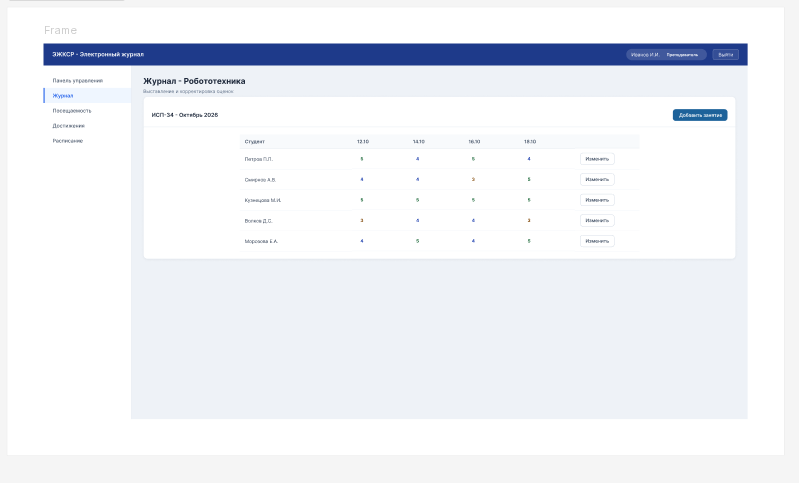 Frame
ЭЖКСР - Электронный журнал
Иванов И.И. Преподаватель Выйти
Панель управления
Журнал
Посещаемость
Достижения
Расписание
Журнал - Робототехника
Выставление и корректировка оценок
ИСП-34 - Октябрь 2026 Добавить занятие
Студент 12.10 14.10 16.10 18.10
Петров П.П. 5 4 5 4 Изменить
Смирнов А.В. 4 4 3 5 Изменить
Кузнецова М.И. 5 5 5 5 Изменить
Волков Д.С. 3 4 4 3 Изменить
Морозова Е.А. 4 5 4 5 Изменить